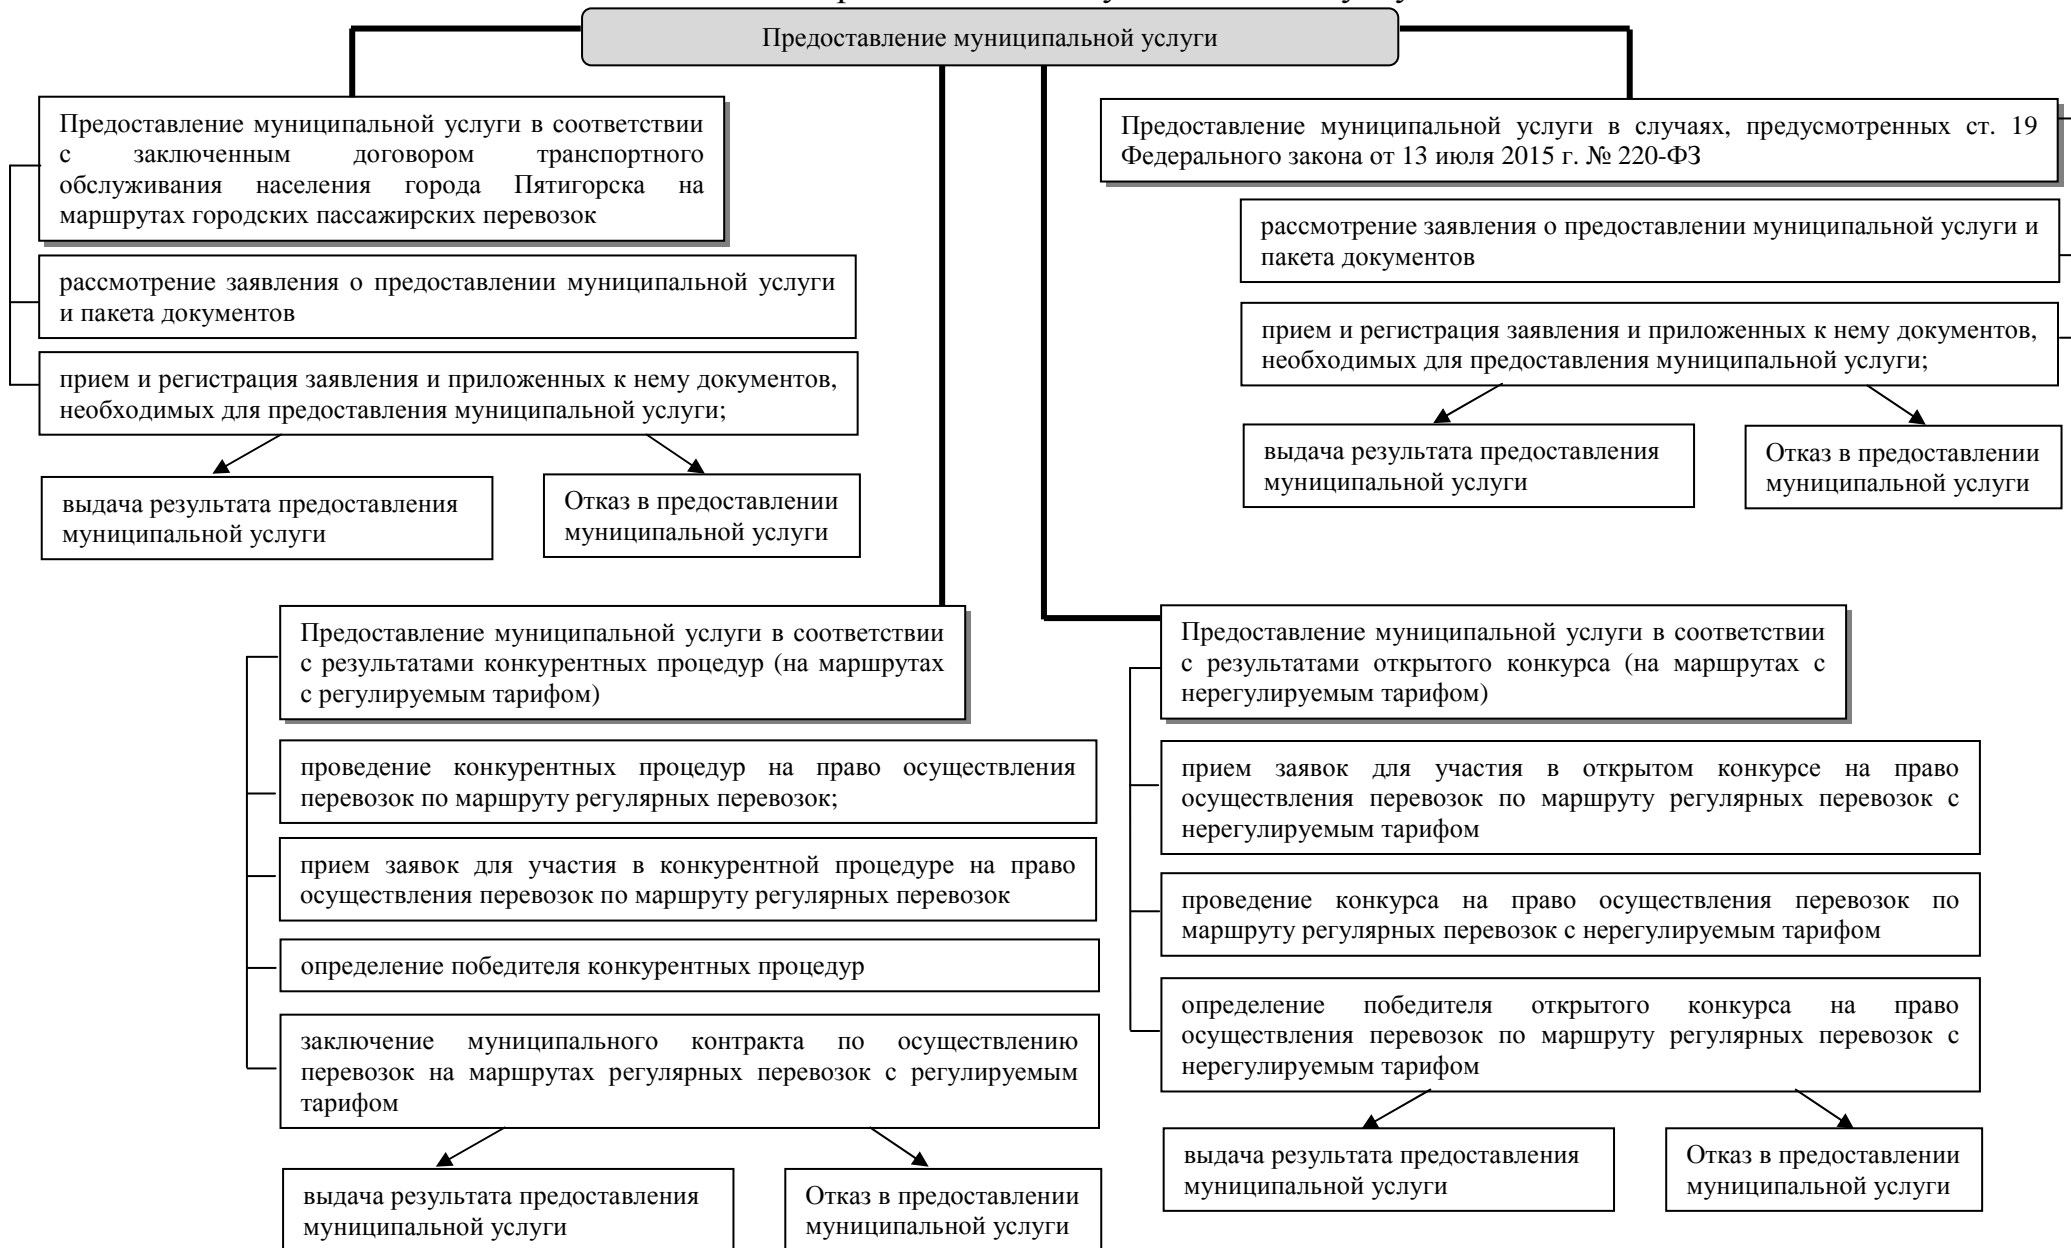 Предоставление муниципальной услуги
Предоставление муниципальной услуги в соответствии
с заключенным договором транспортного
обслуживания населения города Пятигорска на
маршрутах городских пассажирских перевозок
рассмотрение заявления о предоставлении муниципальной услуги
и пакета документов
прием и регистрация заявления и приложенных к нему документов,
необходимых для предоставления муниципальной услуги;
выдача результата предоставления
муниципальной услуги
Отказ в предоставлении
муниципальной услуги
Предоставление муниципальной услуги в случаях, предусмотренных ст. 19
Федерального закона от 13 июля 2015 г. № 220-ФЗ
рассмотрение заявления о предоставлении муниципальной услуги и
пакета документов
прием и регистрация заявления и приложенных к нему документов,
необходимых для предоставления муниципальной услуги;
выдача результата предоставления
муниципальной услуги
Отказ в предоставлении
муниципальной услуги
Предоставление муниципальной услуги в соответствии
с результатами конкурентных процедур (на маршрутах
с регулируемым тарифом)
проведение конкурентных процедур на право осуществления
перевозок по маршруту регулярных перевозок;
прием заявок для участия в конкурентной процедуре на право
осуществления перевозок по маршруту регулярных перевозок
определение победителя конкурентных процедур
заключение муниципального контракта по осуществлению
перевозок на маршрутах регулярных перевозок с регулируемым
тарифом
выдача результата предоставления
муниципальной услуги
Отказ в предоставлении
муниципальной услуги
Предоставление муниципальной услуги в соответствии
с результатами открытого конкурса (на маршрутах с
нерегулируемым тарифом)
прием заявок для участия в открытом конкурсе на право
осуществления перевозок по маршруту регулярных перевозок с
нерегулируемым тарифом
проведение конкурса на право осуществления перевозок по
маршруту регулярных перевозок с нерегулируемым тарифом
определение победителя открытого конкурса на право
осуществления перевозок по маршруту регулярных перевозок с
нерегулируемым тарифом
выдача результата предоставления
муниципальной услуги
Отказ в предоставлении
муниципальной услуги